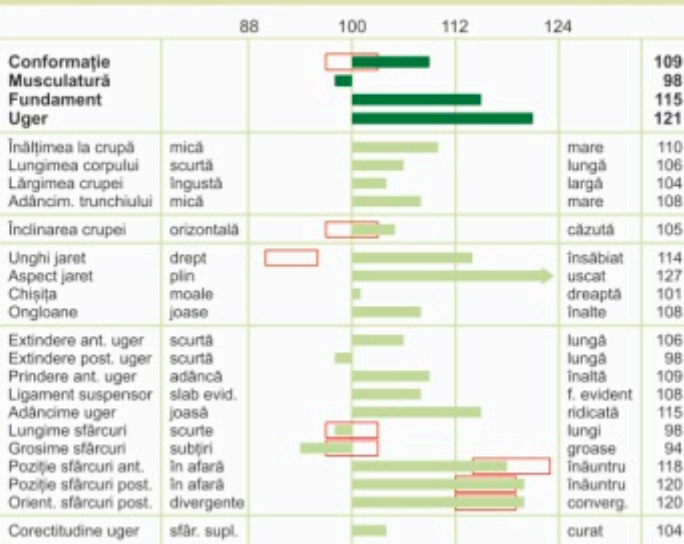 88 100 112 124
Conformaţie 109
Musculatură 98
Fundament 115
Uger 121
Înălţimea la crupă mică mare 110
Lungimea corpului scurtă lungă 106
Lărgimea crupei îngustă largă 104
Adâncim. trunchiului mică mare 108
Înclinarea crupei orizontală căzută 105
Unghi jaret drept însăbiat 114
Aspect jaret plin uscat 127
Chişiţa moale dreaptă 101
Ongloane joase înalte 108
Extindere ant. uger scurtă lungă 106
Extindere post. uger scurtă lungă 98
Prindere ant. uger adâncă înaltă 109
Ligament suspensor slab evid. f. evident 108
Adâncime uger joasă ridicată 115
Lungime sfârcuri scurte lungi 98
Grosime sfârcuri subţiri groase 94
Poziţie sfârcuri ant. în afară înăuntru 118
Poziţie sfârcuri post. în afară înăuntru 120
Orient. sfârcuri post. divergente converg. 120
Corectitudine uger sfâr. supl. curat 104